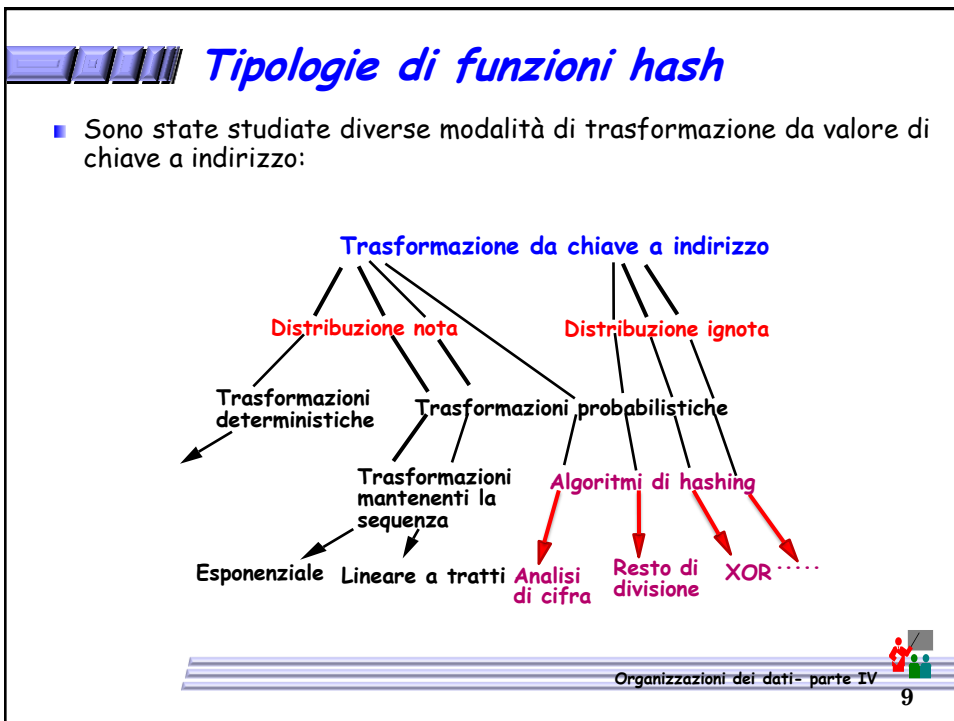 Tipologie di funzioni hash
Sono state studiate diverse modalità di trasformazione da valore di
chiave a indirizzo:
Trasformazione da chiave a indirizzo
Distribuzione nota
Distribuzione ignota
Trasformazioni
deterministiche
Trasformazioni probabilistiche
Trasformazioni
mantenenti la
sequenza
Algoritmi di hashing
Esponenziale
Lineare a tratti
Analisi
di cifra
Resto di
divisione
XOR ·····
Organizzazioni dei dati- parte IV
9